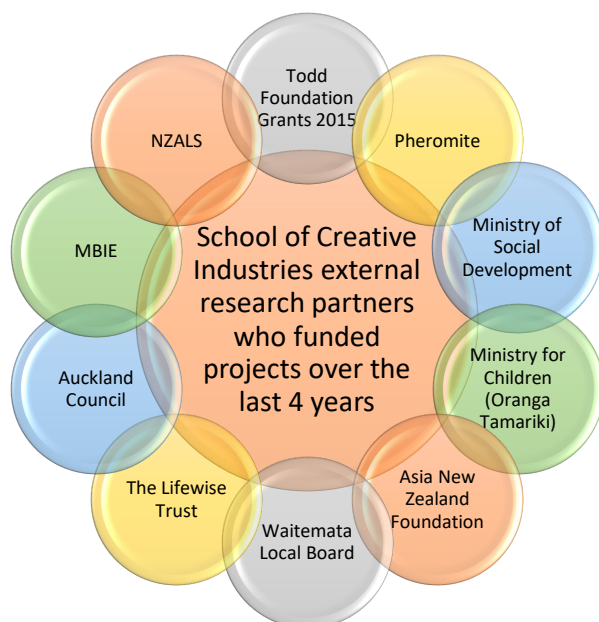 Todd
Foundation
Grants 2015
Pheromite
Ministry of
Social
Development
Ministry for
Children
(Oranga
Tamariki)
Asia New
Zealand
Foundation
Waitemata
Local Board
The Lifewise
Trust
Auckland
Council
MBIE
NZALS
School of Creative
Industries external
research partners
who funded
projects over the
last 4 years